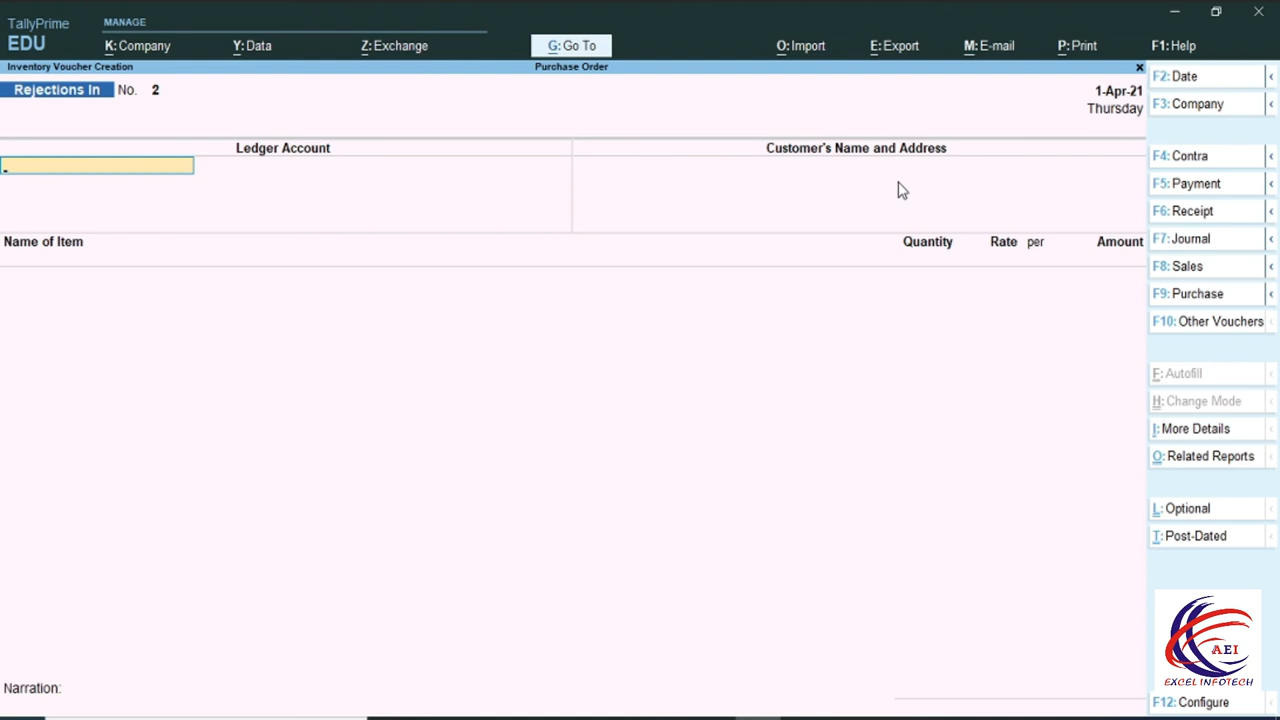 TallyPrime
EDU
MANAGE
K: Company
Y: Data
Z: Exchange
G: Go To
O: Import
E: Export
M: E-mail
P: Print
F1: Help
Inventory Voucher Creation
Purchase Order
x
Rejections In No. 2
1-Apr-21
Thursday
Ledger Account
Customer's Name and Address
Name of Item
Quantity
Rate per
Amount
Narration:
F2: Date
F3: Company
F4: Contra
F5: Payment
F6: Receipt
F7: Journal
F8: Sales
F9: Purchase
F10: Other Vouchers
F: Autofill
H: Change Mode
I: More Details
O: Related Reports
L: Optional
T: Post-Dated
AEI
EXCEL INFOTECH
F12: Configure